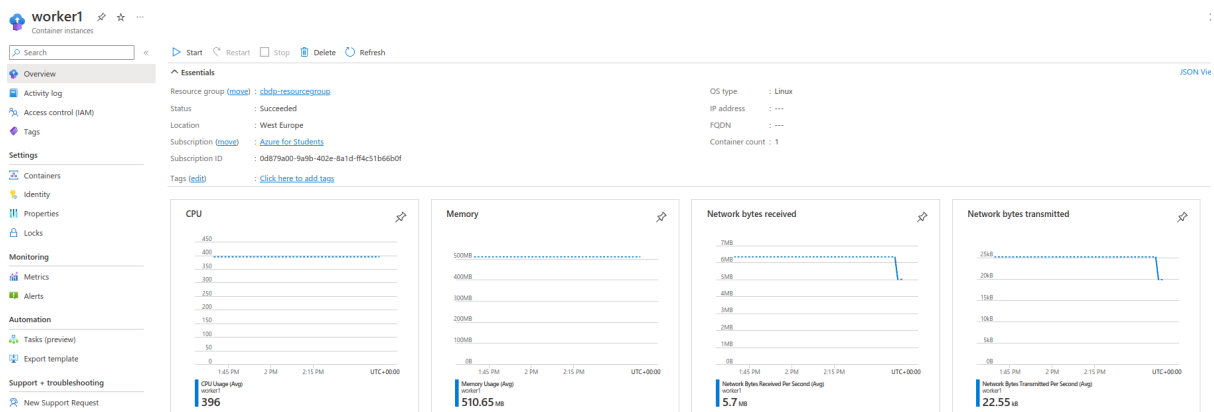 worker1
Container instances
Search
Overview
Activity log
Access control (IAM)
Tags
Settings
Containers
Identity
Properties
Locks
Monitoring
Metrics
Alerts
Automation
Tasks (preview)
Export template
Support + troubleshooting
New Support Request
Start Restart Stop Delete Refresh
Essentials
JSON Vie
Resource group (move) : cbdp-resourcegroup
Status : Succeeded
Location : West Europe
Subscription (move) : Azure for Students
Subscription ID : 0d879a00-9a9b-402e-8a1d-ff4c51b66b0f
Tags (edit) : Click here to add tags
OS type : Linux
IP address : ---
FQDN : ---
Container count : 1
CPU
450
400
350
300
250
200
150
100
50
0
1:45 PM 2 PM 2:15 PM UTC+00:00
CPU Usage (Avg)
worker1
396
Memory
500MB
400MB
300MB
200MB
100MB
0B
1:45 PM 2 PM 2:15 PM UTC+00:00
Memory Usage (Avg)
worker1
510.65 MB
Network bytes received
7MB
6MB
5MB
4MB
3MB
2MB
1MB
0B
1:45 PM 2 PM 2:15 PM UTC+00:00
Network Bytes Received Per Second (Avg)
worker1
5.7 MB
Network bytes transmitted
25kB
20kB
15kB
10kB
5kB
0B
1:45 PM 2 PM 2:15 PM UTC+00:00
Network Bytes Transmitted Per Second (Avg)
worker1
22.55 kB